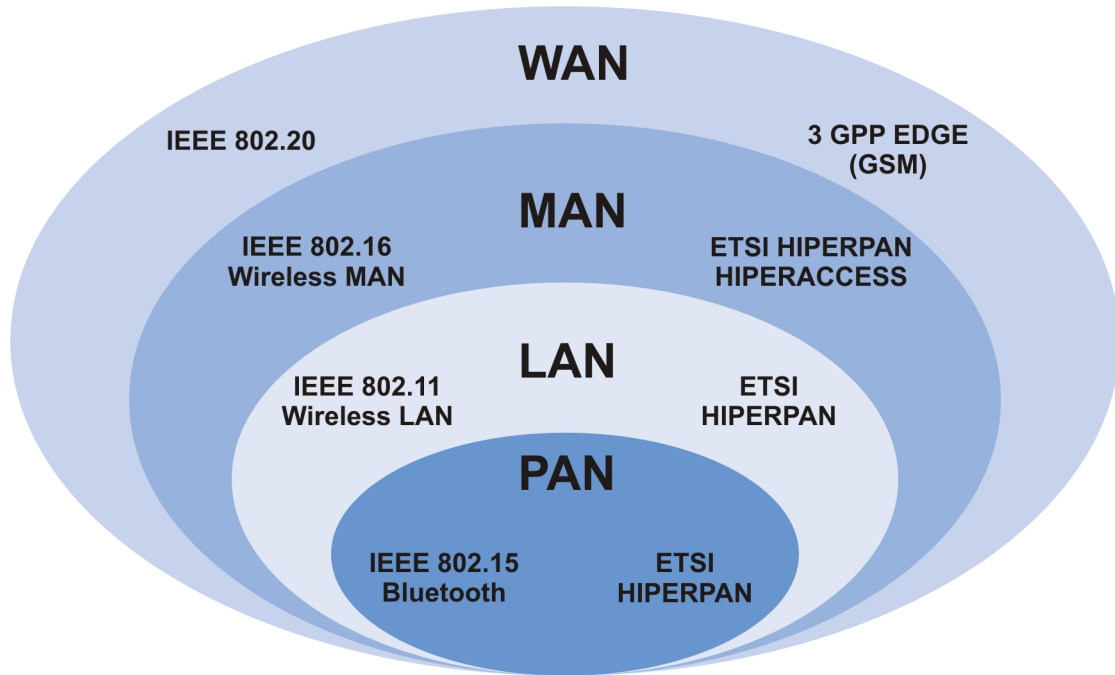 WAN
IEEE 802.20
3 GPP EDGE
(GSM)
MAN
IEEE 802.16
Wireless MAN
ETSI HIPERPAN
HIPERACCESS
LAN
IEEE 802.11
Wireless LAN
ETSI
HIPERPAN
PAN
IEEE 802.15
Bluetooth
ETSI
HIPERPAN